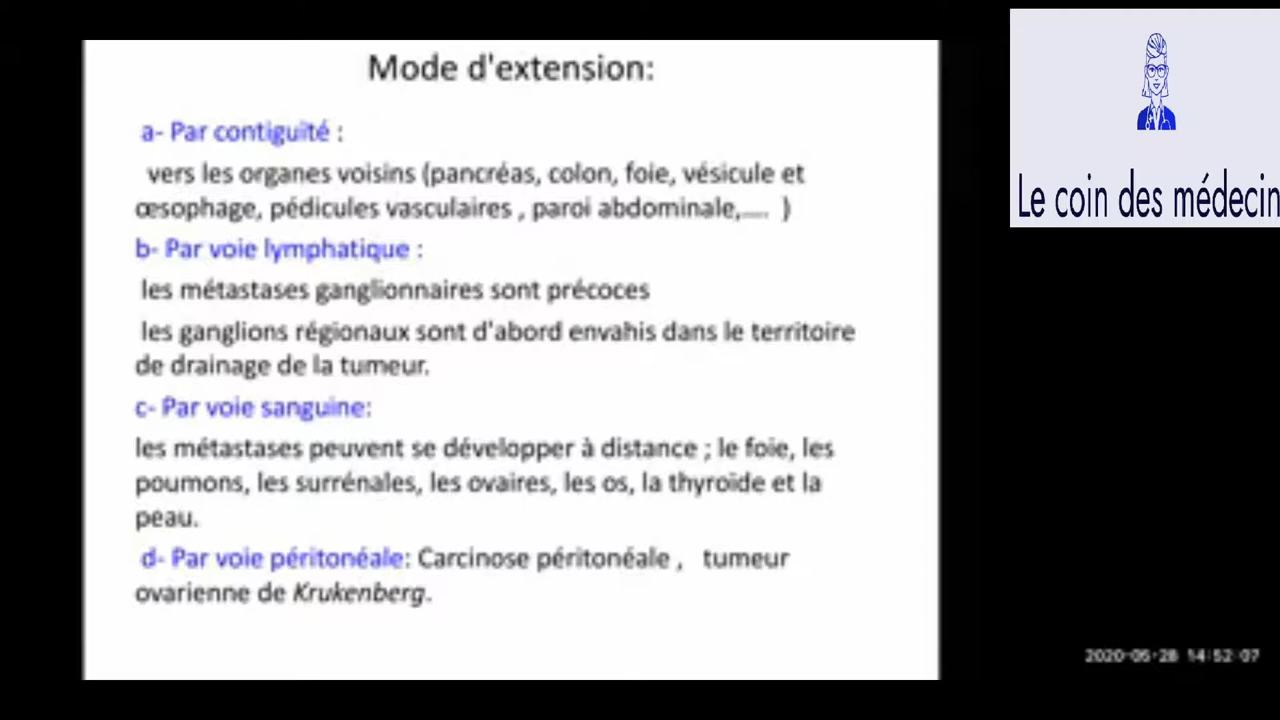 Mode d'extension:
a- Par contiguïté :
vers les organes voisins (pancréas, colon, foie, vésicule et
œsophage, pédicules vasculaires , paroi abdominale,.... )
b- Par voie lymphatique :
les métastases ganglionnaires sont précoces
les ganglions régionaux sont d'abord envahis dans le territoire
de drainage de la tumeur.
c- Par voie sanguine:
les métastases peuvent se développer à distance ; le foie, les
poumons, les surrénales, les ovaires, les os, la thyroïde et la
peau.
d- Par voie péritonéale: Carcinose péritonéale , tumeur
ovarienne de Krukenberg.
Le coin des médecin
2020-05-28 14:52:07